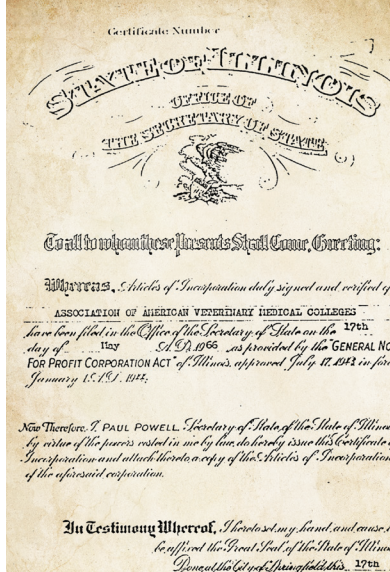 Certificate Number
STATE OF ILLINOIS
OFFICE OF
THE SECRETARY OF STATE
To all to whom these Presents Shall Come, Greeting:
Whereas, Articles of Incorporation duly signed and verified of
ASSOCIATION OF AMERICAN VETERINARY MEDICAL COLLEGES
have been filed in the Office of the Secretary of State on the 17th
day of May A.D. 1966 as provided by the "GENERAL NO
FOR PROFIT CORPORATION ACT" of Illinois, approved July 17, 1943, in for
January 1, A.D. 1944;
Now Therefore, I, PAUL POWELL, Secretary of State, of the State of Illino
by virtue of the powers vested in me by law, do hereby issue this Certificate
Incorporation and attach thereto, a copy of the Articles of Incorporation
of the aforesaid corporation.
In Testimony Whereof, I hereto set my hand and cause
be affixed the Great Seal of the State of Illino
Done at the City of Springfield this 17th